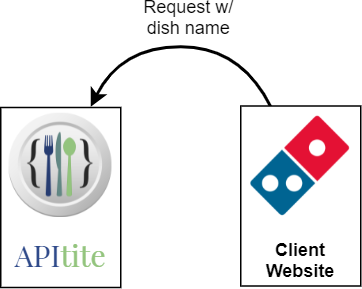 Request w/
dish name
{ }
APItite
Client
Website